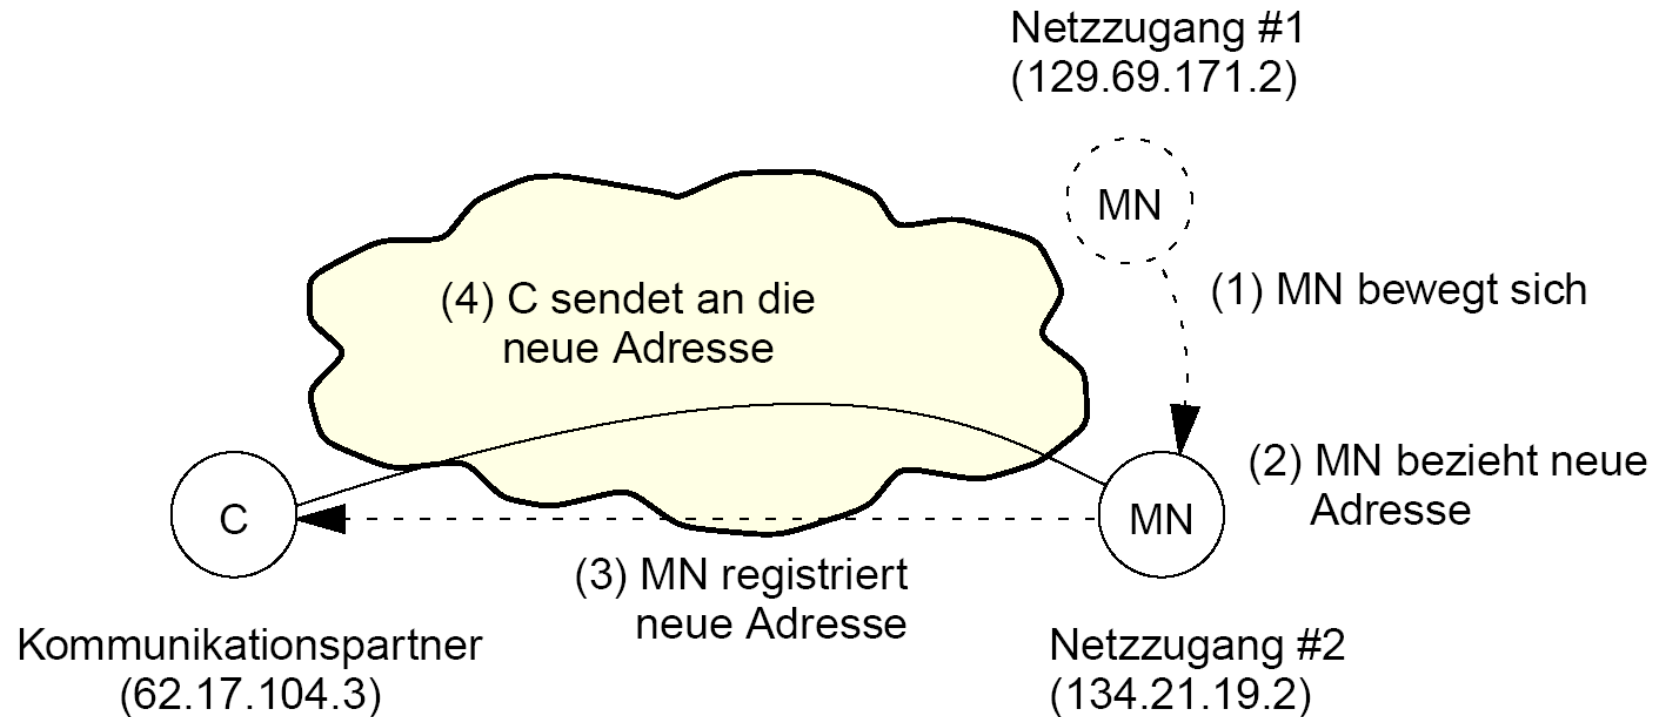 Netzzugang #1
(129.69.171.2)
MN
(1) MN bewegt sich
(4) C sendet an die
neue Adresse
(2) MN bezieht neue
Adresse
C
MN
(3) MN registriert
neue Adresse
Kommunikationspartner
(62.17.104.3)
Netzzugang #2
(134.21.19.2)